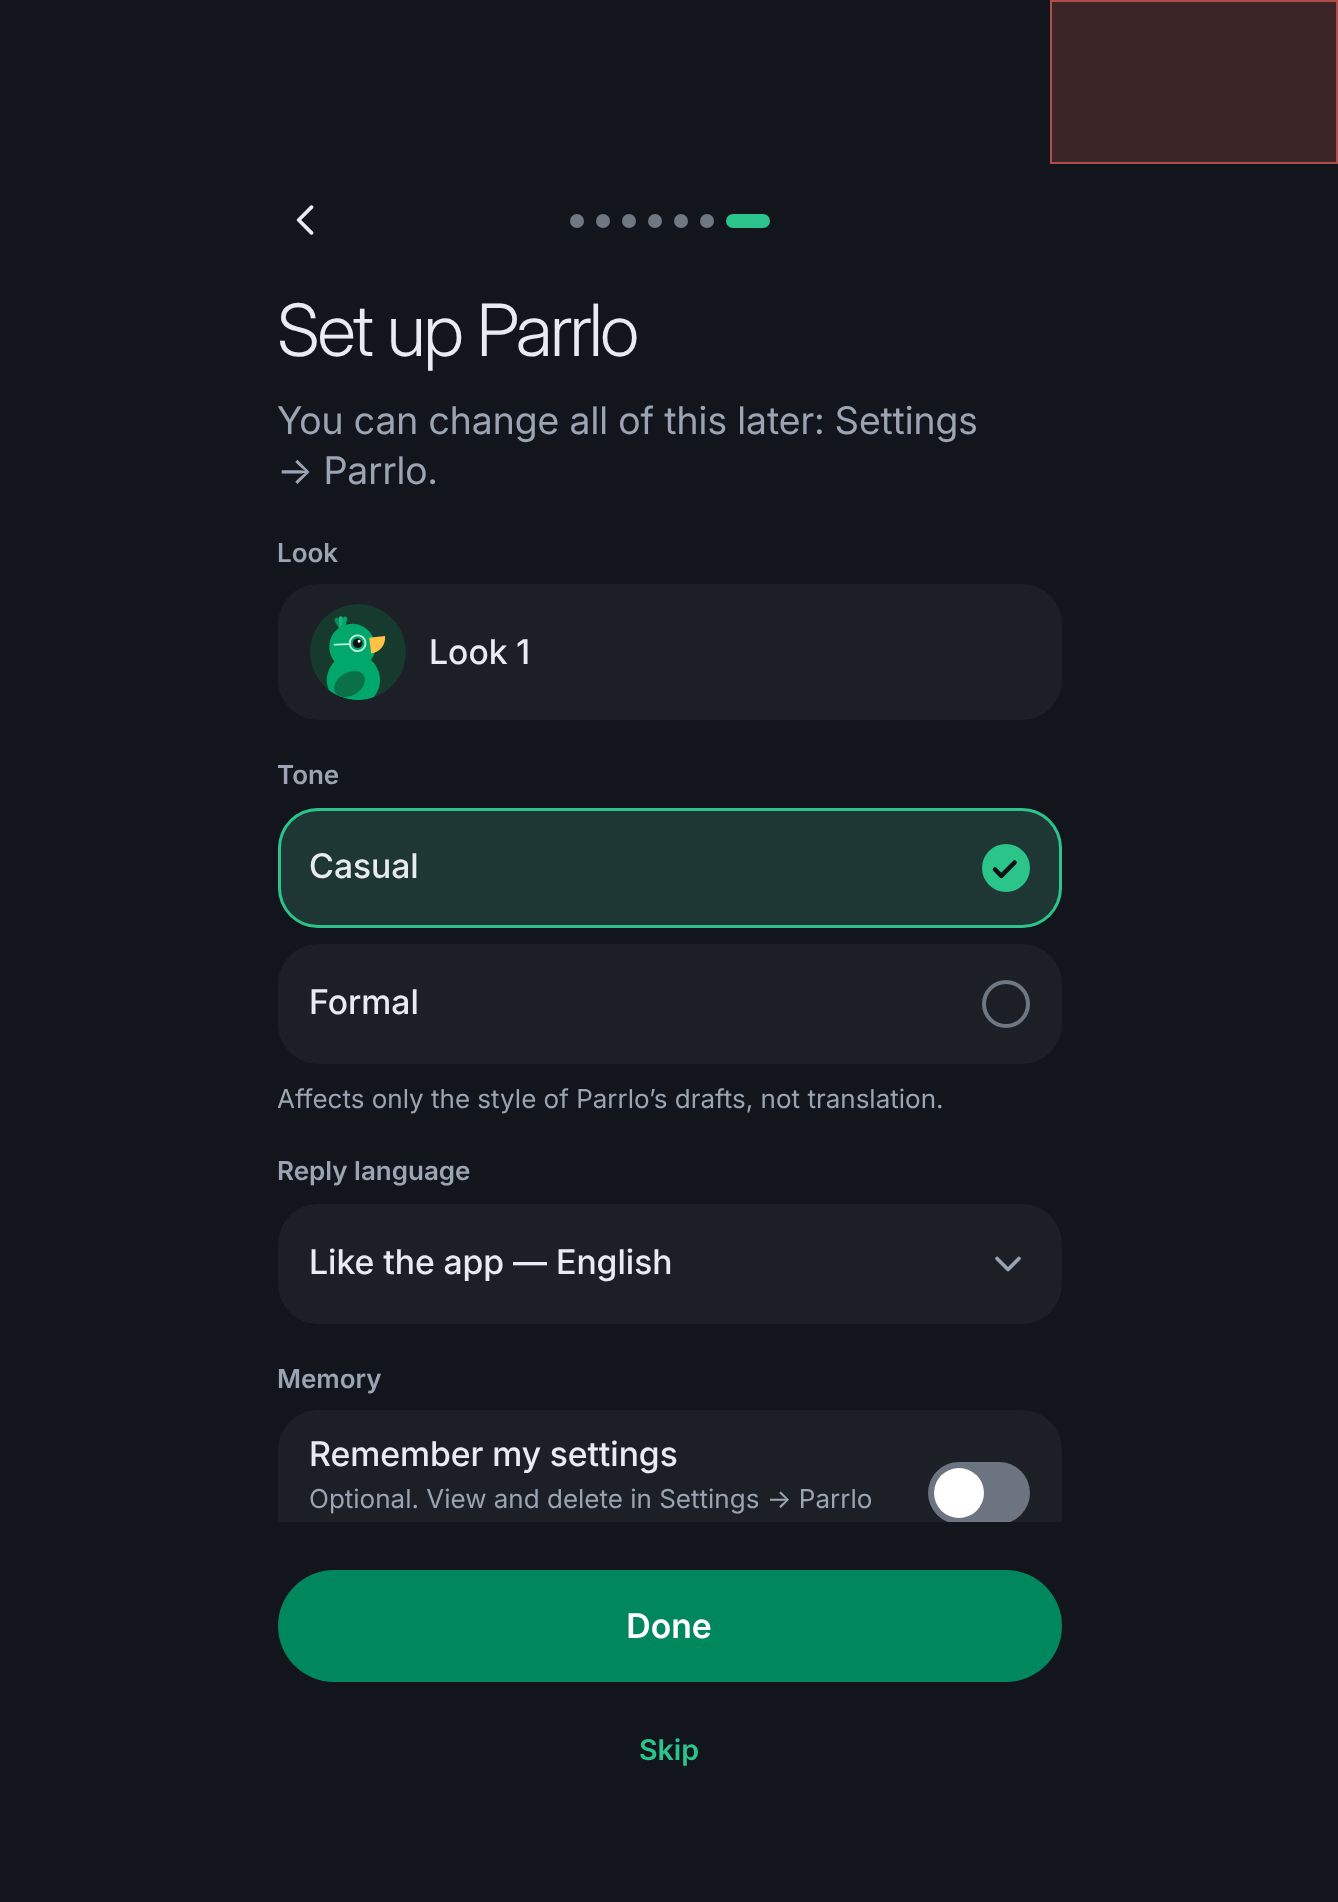 Set up Parrlo
You can change all of this later: Settings
→ Parrlo.
Look
Look 1
Tone
Casual
Formal
Affects only the style of Parrlo’s drafts, not translation.
Reply language
Like the app — English
Memory
Remember my settings
Optional. View and delete in Settings → Parrlo
Done
Skip